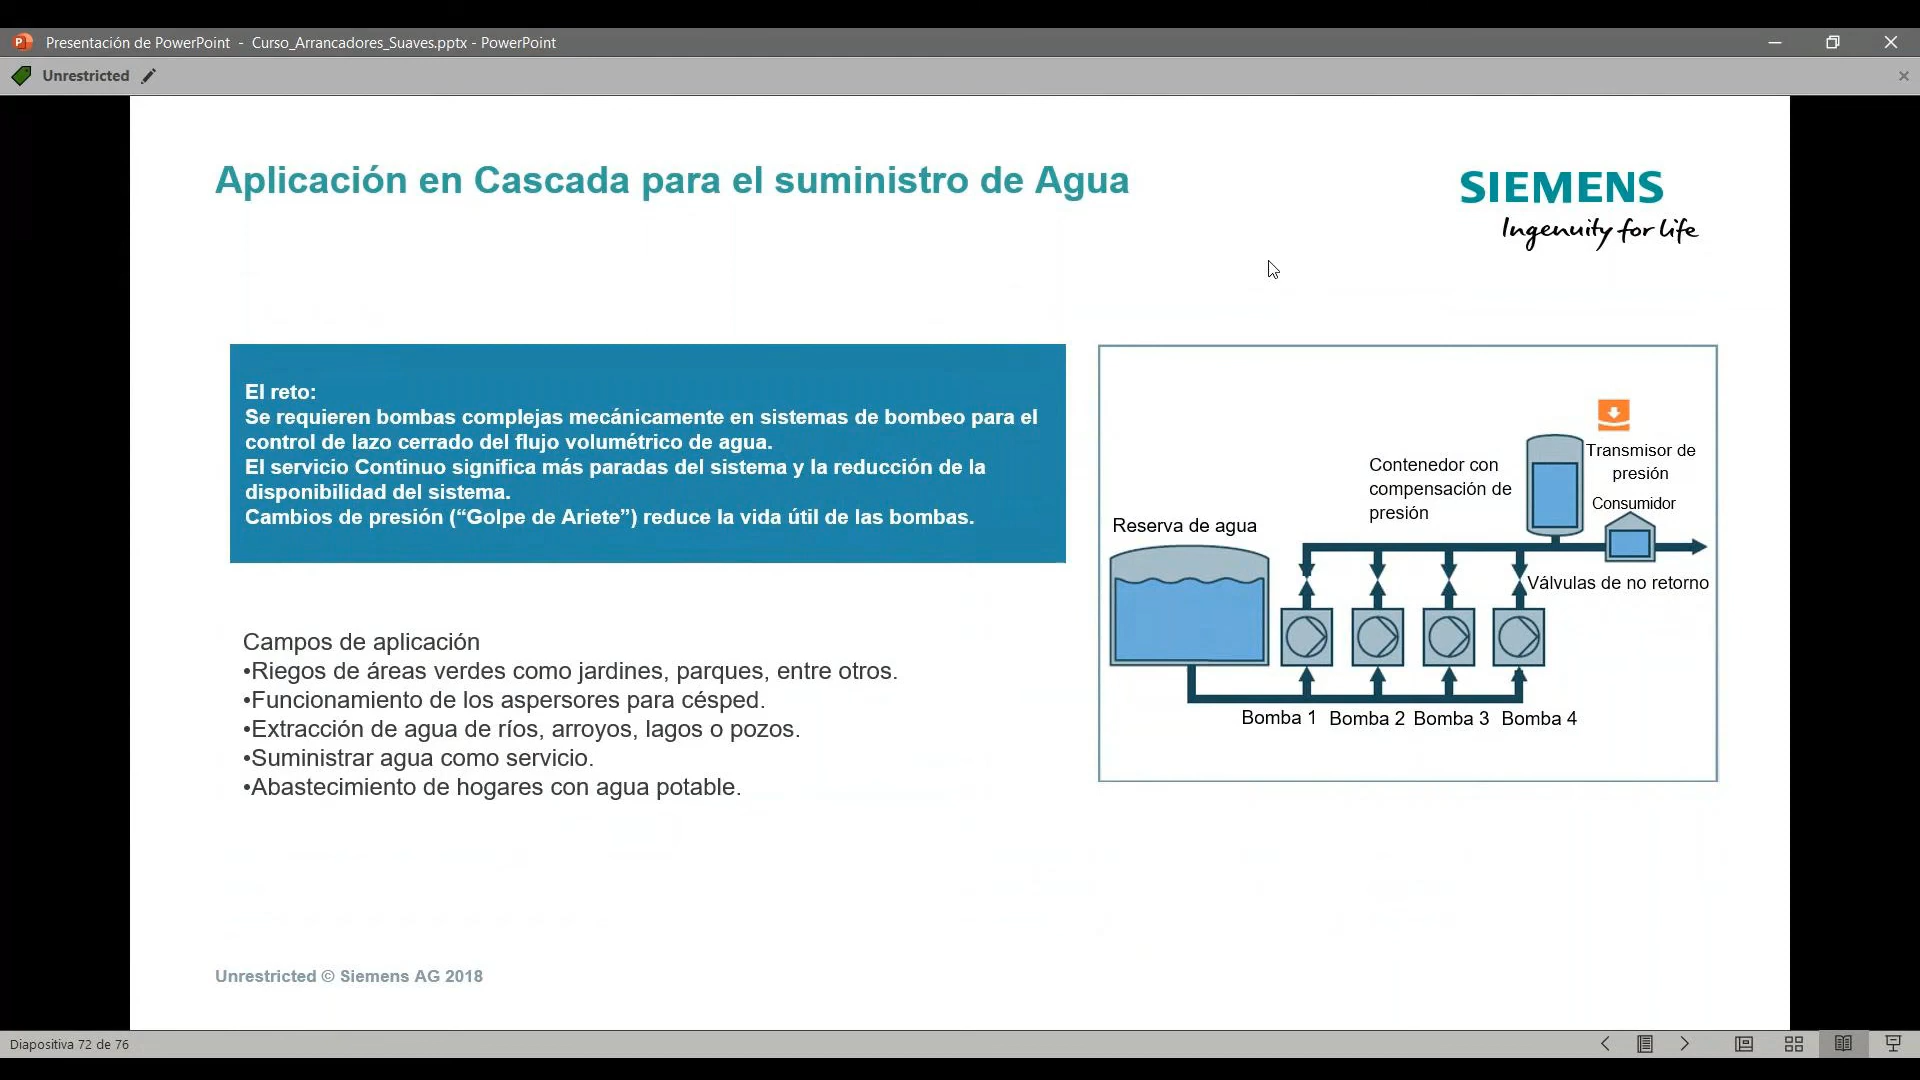 Presentación de PowerPoint - Curso_Arrancadores_Suaves.pptx - PowerPoint
Unrestricted
Aplicación en Cascada para el suministro de Agua
SIEMENS
Ingenuity for life
El reto:
Se requieren bombas complejas mecánicamente en sistemas de bombeo para el
control de lazo cerrado del flujo volumétrico de agua.
El servicio Continuo significa más paradas del sistema y la reducción de la
disponibilidad del sistema.
Cambios de presión (“Golpe de Ariete”) reduce la vida útil de las bombas.
Campos de aplicación
•Riegos de áreas verdes como jardines, parques, entre otros.
•Funcionamiento de los aspersores para césped.
•Extracción de agua de ríos, arroyos, lagos o pozos.
•Suministrar agua como servicio.
•Abastecimiento de hogares con agua potable.
Transmisor de
presión
Contenedor con
compensación de
presión
Consumidor
Reserva de agua
Válvulas de no retorno
Bomba 1 Bomba 2 Bomba 3 Bomba 4
Unrestricted © Siemens AG 2018
Diapositiva 72 de 76